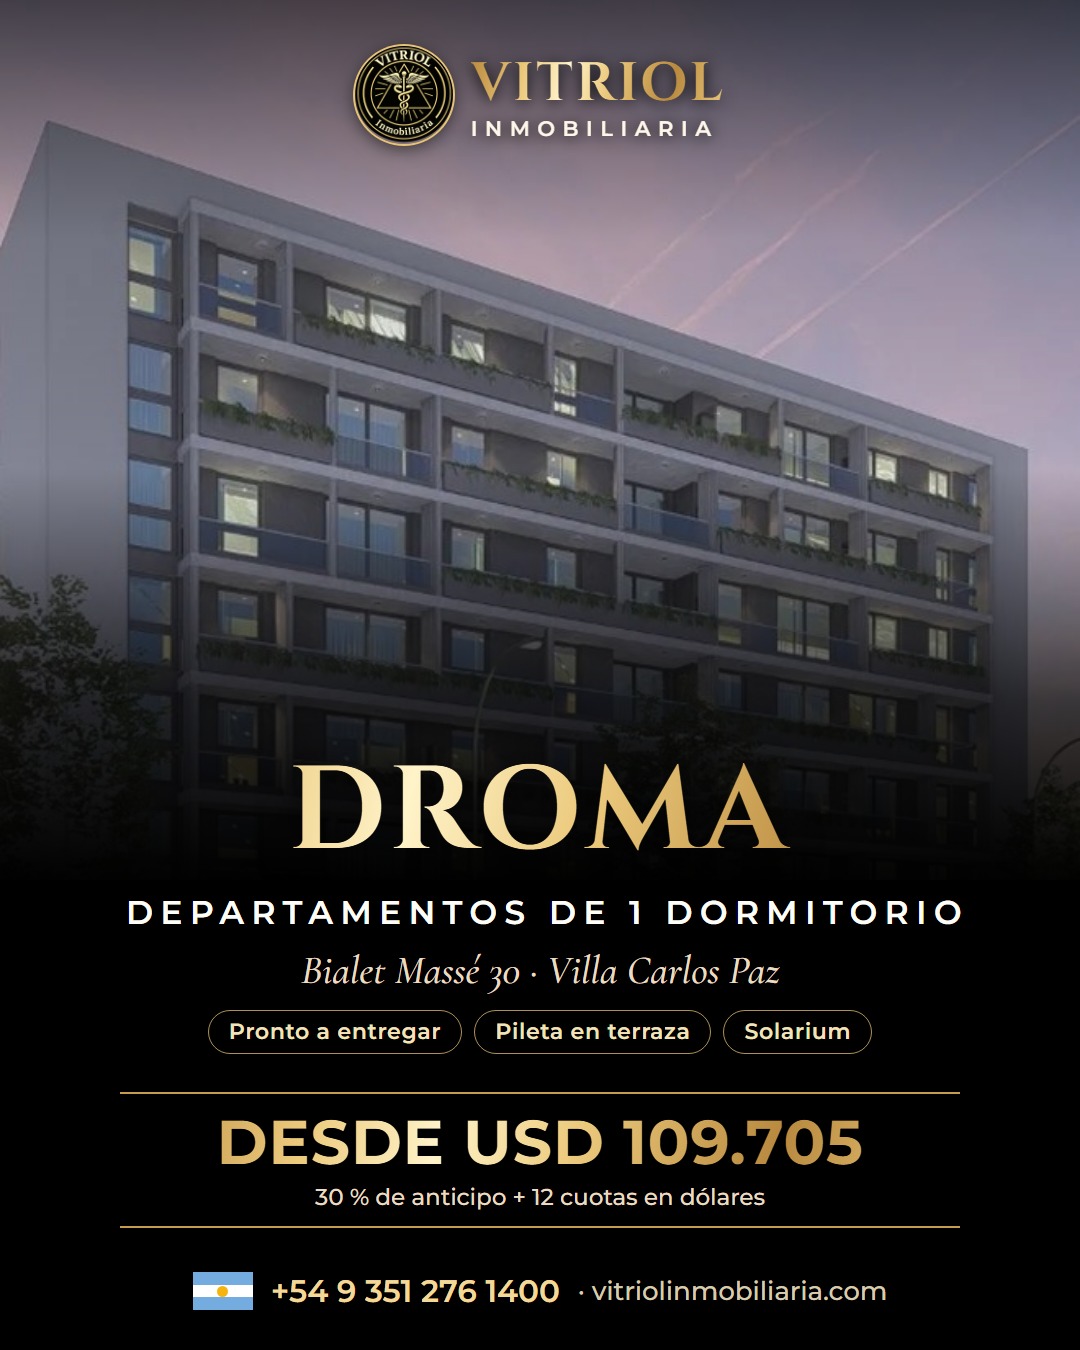 VITRIOL
Inmobiliaria
VITRIOL
INMOBILIARIA
DROMA
DEPARTAMENTOS DE 1 DORMITORIO
Bialet Massé 30 · Villa Carlos Paz
Pronto a entregar Pileta en terraza Solarium
DESDE USD 109.705
30 % de anticipo + 12 cuotas en dólares
+54 9 351 276 1400 · vitriolinmobiliaria.com